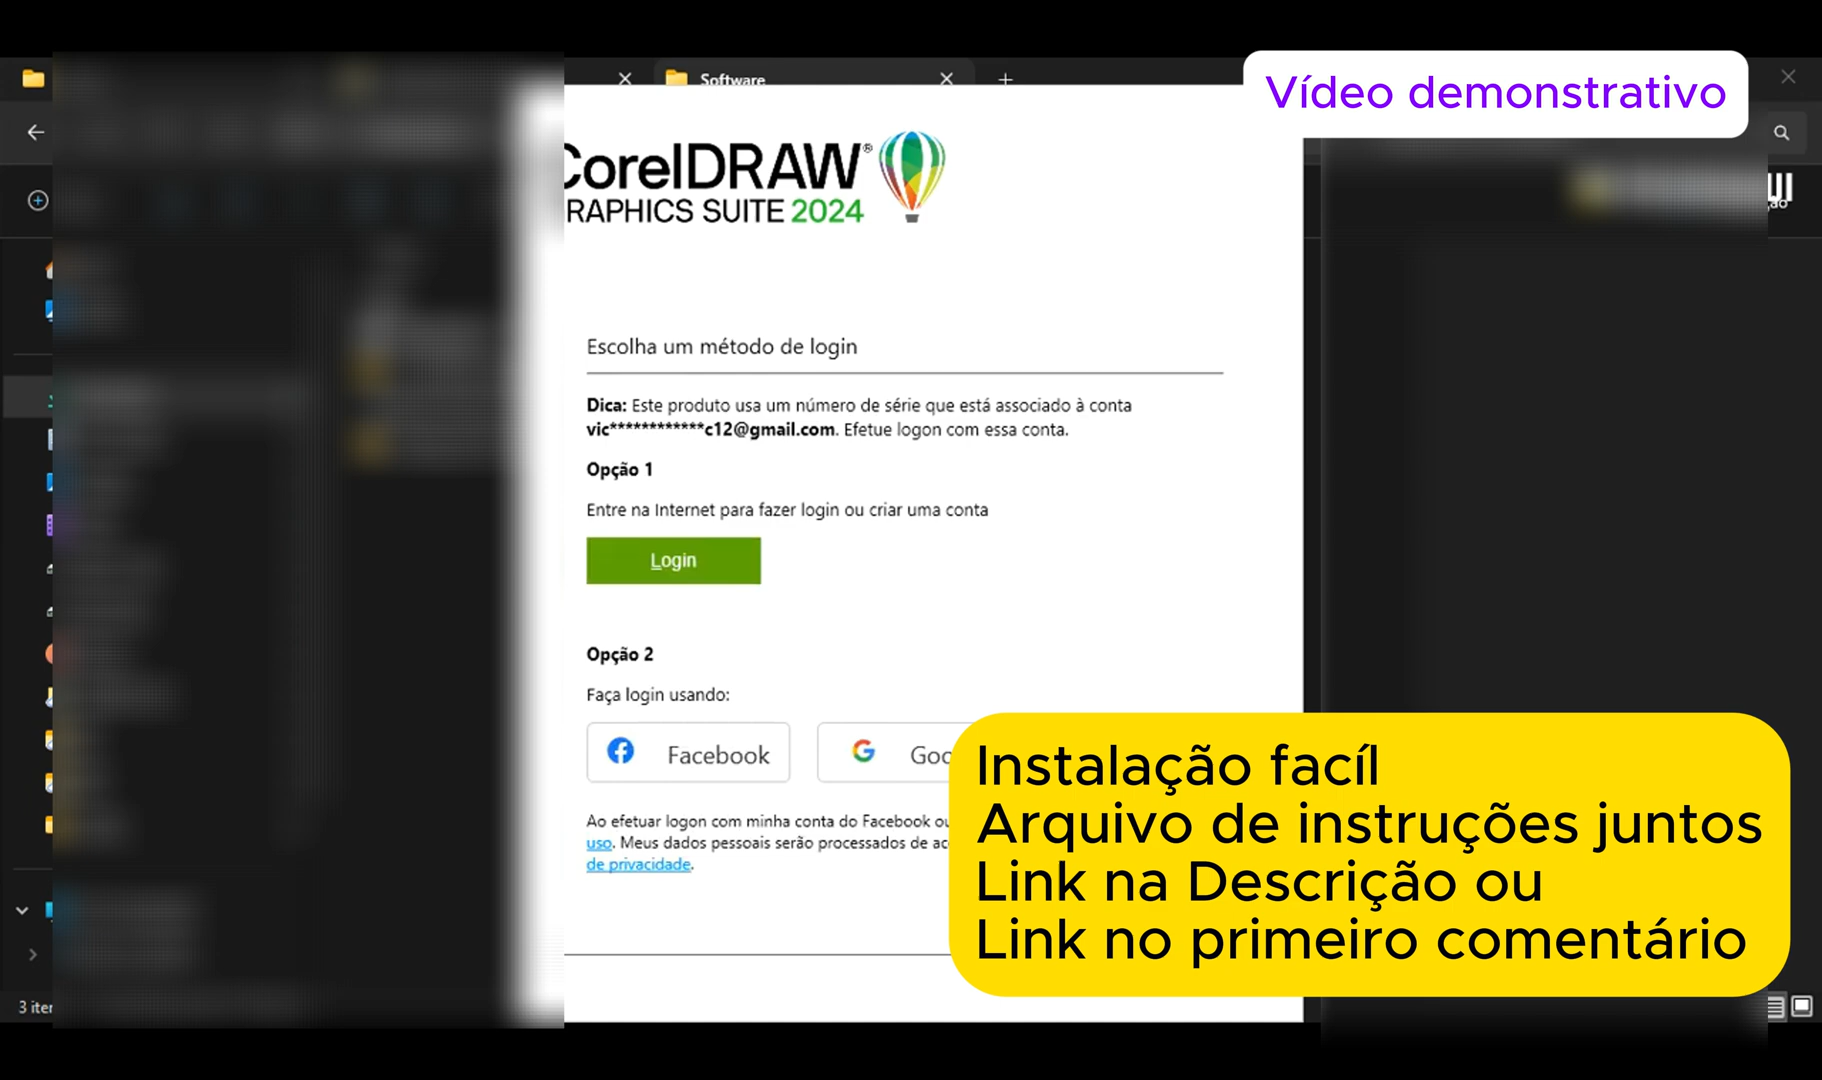 Software
Vídeo demonstrativo
CorelDRAW®
GRAPHICS SUITE 2024
Escolha um método de login
Dica: Este produto usa um número de série que está associado à conta
vic************c12@gmail.com. Efetue logon com essa conta.
Opção 1
Entre na Internet para fazer login ou criar uma conta
Login
Opção 2
Faça login usando:
Facebook
Goo
Ao efetuar logon com minha conta do Facebook ou
uso. Meus dados pessoais serão processados de ac
de privacidade.
Instalação facíl
Arquivo de instruções juntos
Link na Descrição ou
Link no primeiro comentário
3 iter